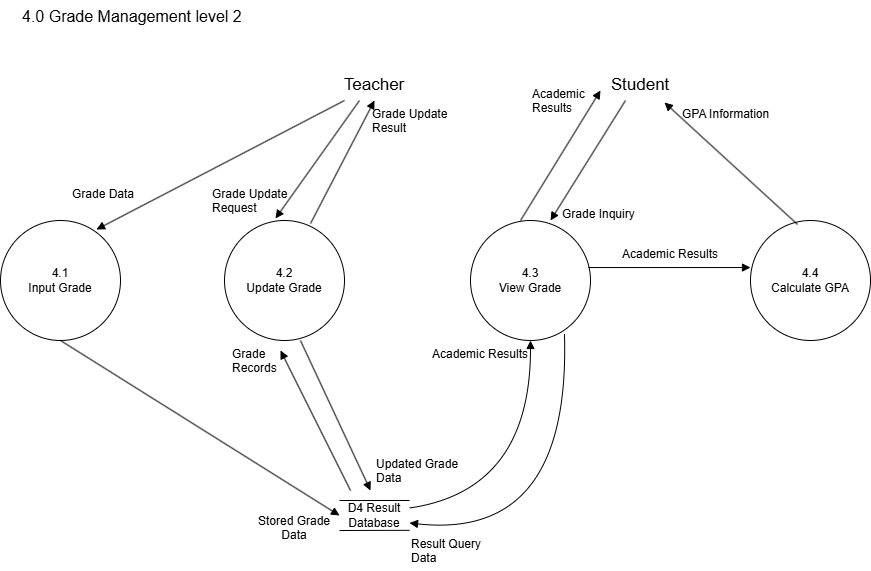 4.0 Grade Management level 2
Teacher
Student
Academic
Results
Grade Update
Result
GPA Information
Grade Data
Grade Update
Request
Grade Inquiry
4.1
Input Grade
4.2
Update Grade
4.3
View Grade
Academic Results
4.4
Calculate GPA
Grade
Records
Academic Results
Updated Grade
Data
D4 Result
Database
Stored Grade
Data
Result Query
Data